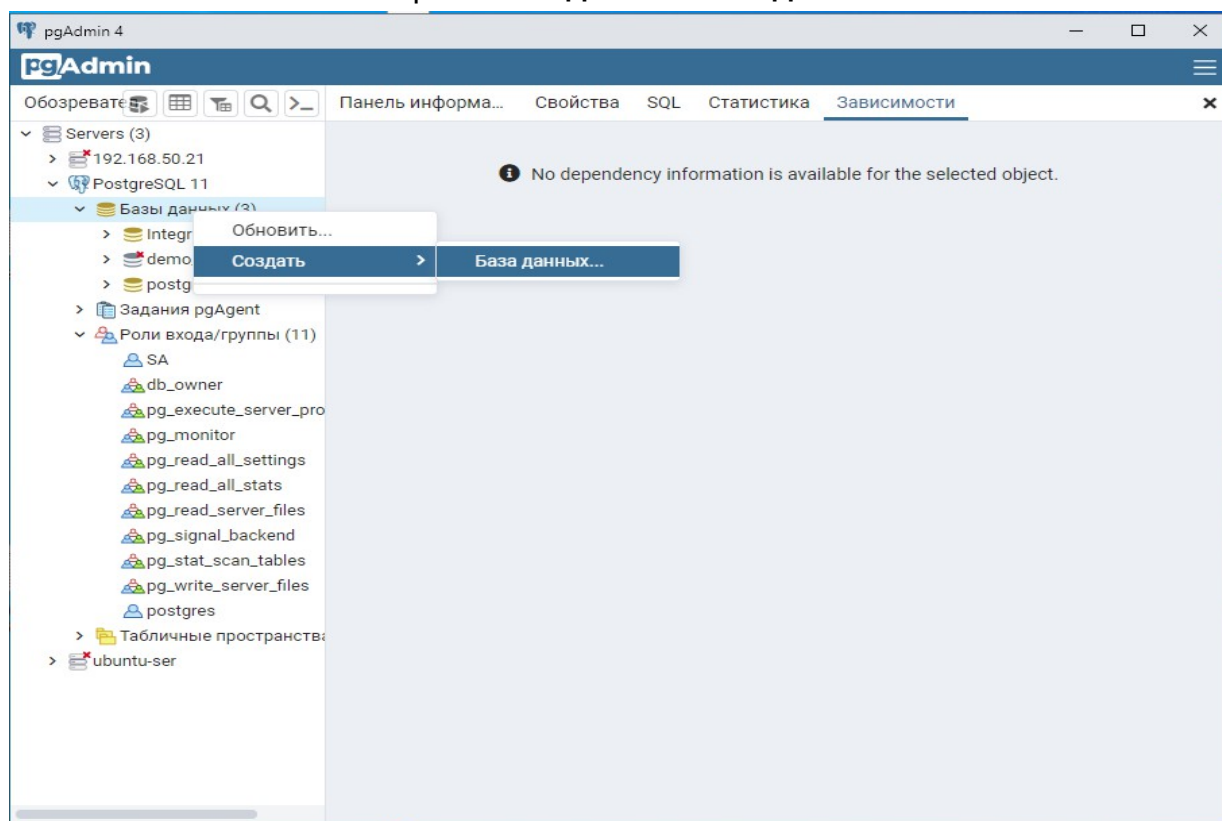 pgAdmin 4
pgAdmin
Обозревате
Панель информа... Свойства SQL Статистика Зависимости
Servers (3)
192.168.50.21
PostgreSQL 11
No dependency information is available for the selected object.
Базы данных (3)
Integr
demo
postg
Обновить...
Создать
База данных...
Задания pgAgent
Роли входа/группы (11)
SA
db_owner
pg_execute_server_pro
pg_monitor
pg_read_all_settings
pg_read_all_stats
pg_read_server_files
pg_signal_backend
pg_stat_scan_tables
pg_write_server_files
postgres
Табличные пространства
ubuntu-ser